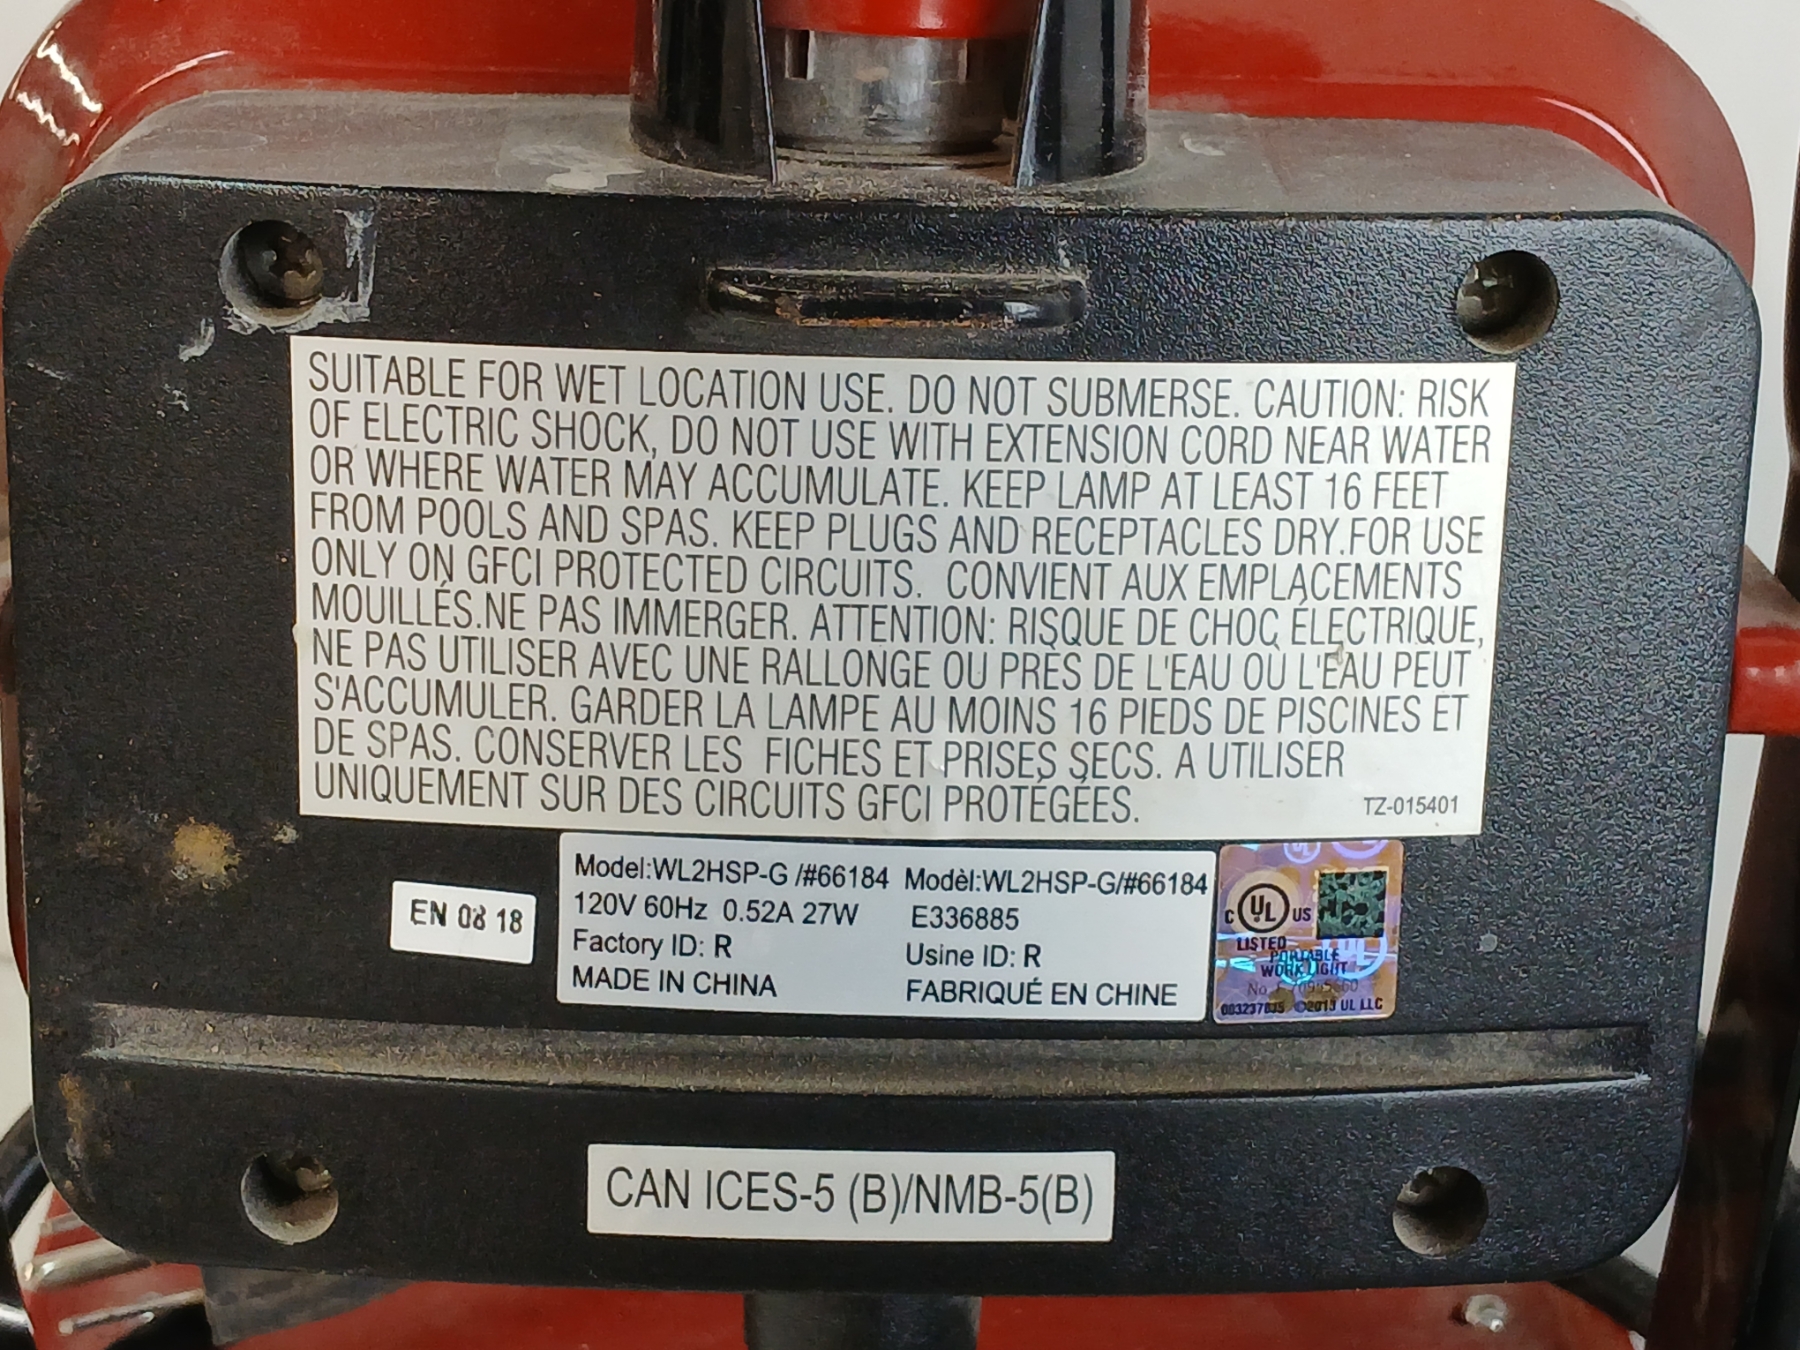 SUITABLE FOR WET LOCATION USE. DO NOT SUBMERSE. CAUTION: RISK
OF ELECTRIC SHOCK, DO NOT USE WITH EXTENSION CORD NEAR WATER
OR WHERE WATER MAY ACCUMULATE. KEEP LAMP AT LEAST 16 FEET
FROM POOLS AND SPAS. KEEP PLUGS AND RECEPTACLES DRY.FOR USE
ONLY ON GFCI PROTECTED CIRCUITS. CONVIENT AUX EMPLACEMENTS
MOUILLÉS.NE PAS IMMERGER. ATTENTION: RISQUE DE CHOC ÉLECTRIQUE,
NE PAS UTILISER AVEC UNE RALLONGE OU PRÈS DE L'EAU OÙ L'EAU PEUT
S'ACCUMULER. GARDER LA LAMPE AU MOINS 16 PIEDS DE PISCINES ET
DE SPAS. CONSERVER LES FICHES ET PRISES SECS. A UTILISER
UNIQUEMENT SUR DES CIRCUITS GFCI PROTÉGÉES.
TZ-015401
EN 08 18
Model:WL2HSP-G /#66184
120V 60Hz 0.52A 27W
Factory ID: R
MADE IN CHINA
Modèl:WL2HSP-G/#66184
E336885
Usine ID: R
FABRIQUÉ EN CHINE
C UL US
LISTED
PORTABLE
WORK LIGHT
No.
©2013 UL LLC
CAN ICES-5 (B)/NMB-5(B)